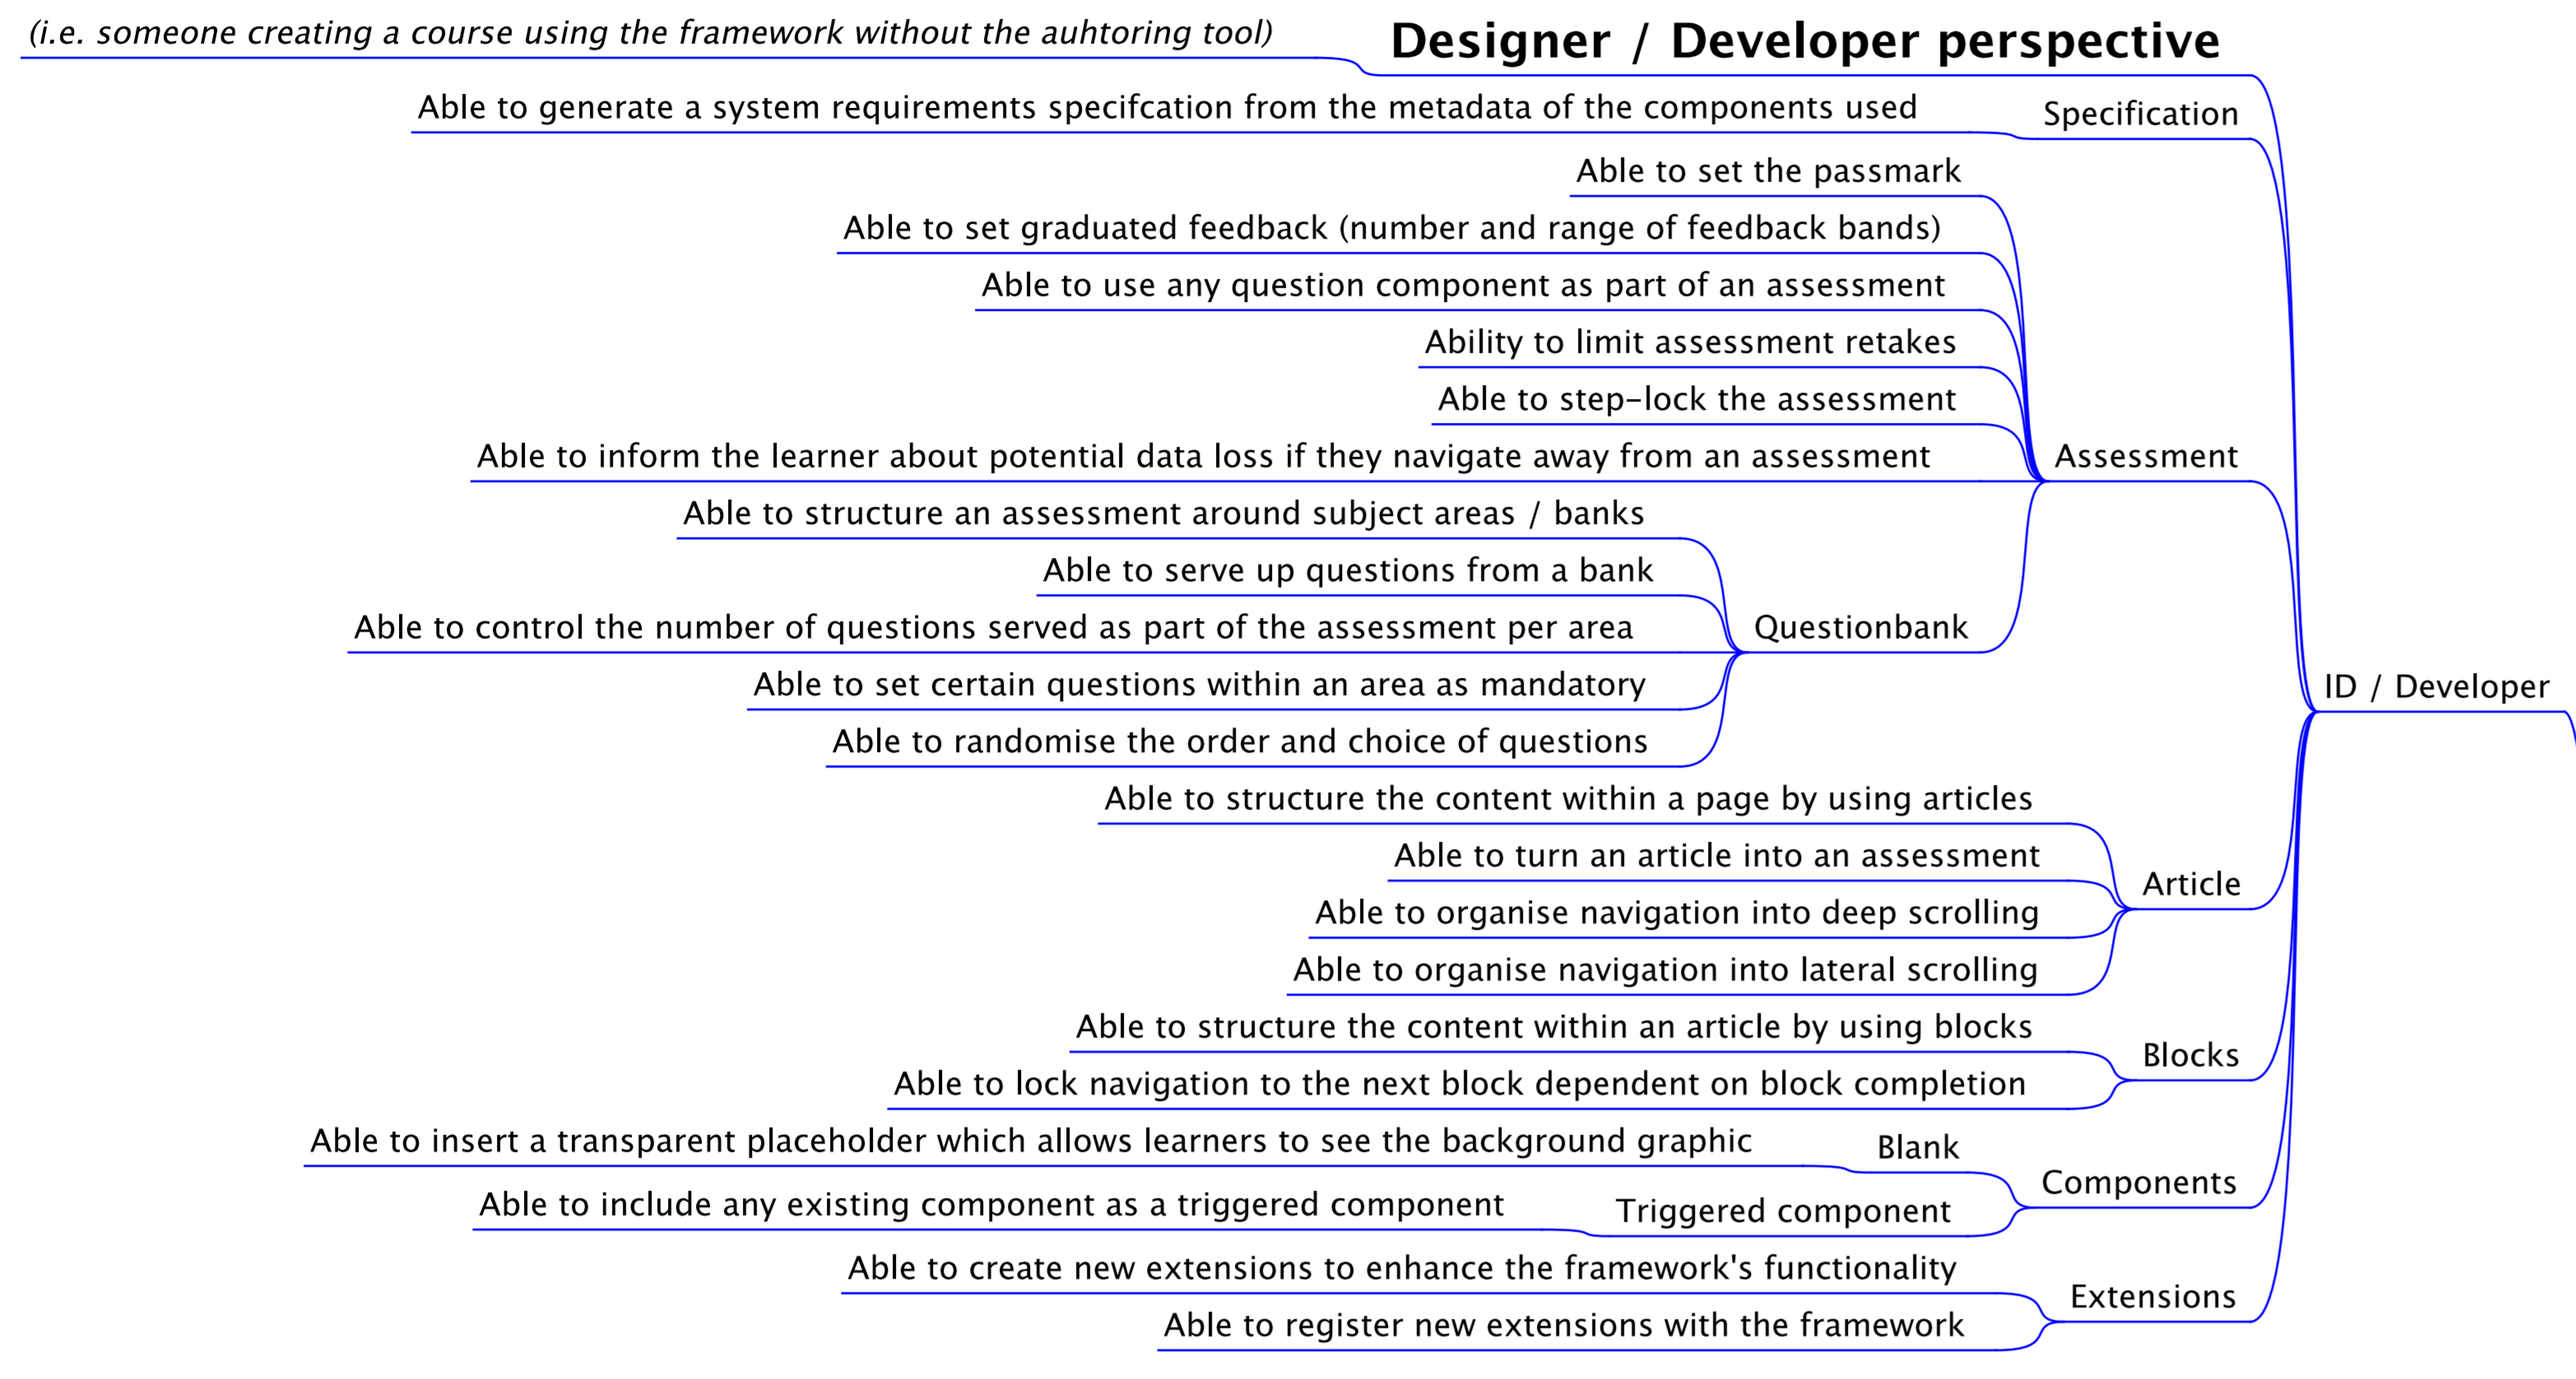 (i.e. someone creating a course using the framework without the auhtoring tool)
Designer / Developer perspective
Able to generate a system requirements specifcation from the metadata of the components used
Specification
Able to set the passmark
Able to set graduated feedback (number and range of feedback bands)
Able to use any question component as part of an assessment
Ability to limit assessment retakes
Able to step-lock the assessment
Able to inform the learner about potential data loss if they navigate away from an assessment
Assessment
Able to structure an assessment around subject areas / banks
Able to serve up questions from a bank
Able to control the number of questions served as part of the assessment per area
Questionbank
Able to set certain questions within an area as mandatory
ID / Developer
Able to randomise the order and choice of questions
Able to structure the content within a page by using articles
Able to turn an article into an assessment
Article
Able to organise navigation into deep scrolling
Able to organise navigation into lateral scrolling
Able to structure the content within an article by using blocks
Blocks
Able to lock navigation to the next block dependent on block completion
Able to insert a transparent placeholder which allows learners to see the background graphic
Blank
Components
Able to include any existing component as a triggered component
Triggered component
Able to create new extensions to enhance the framework's functionality
Extensions
Able to register new extensions with the framework